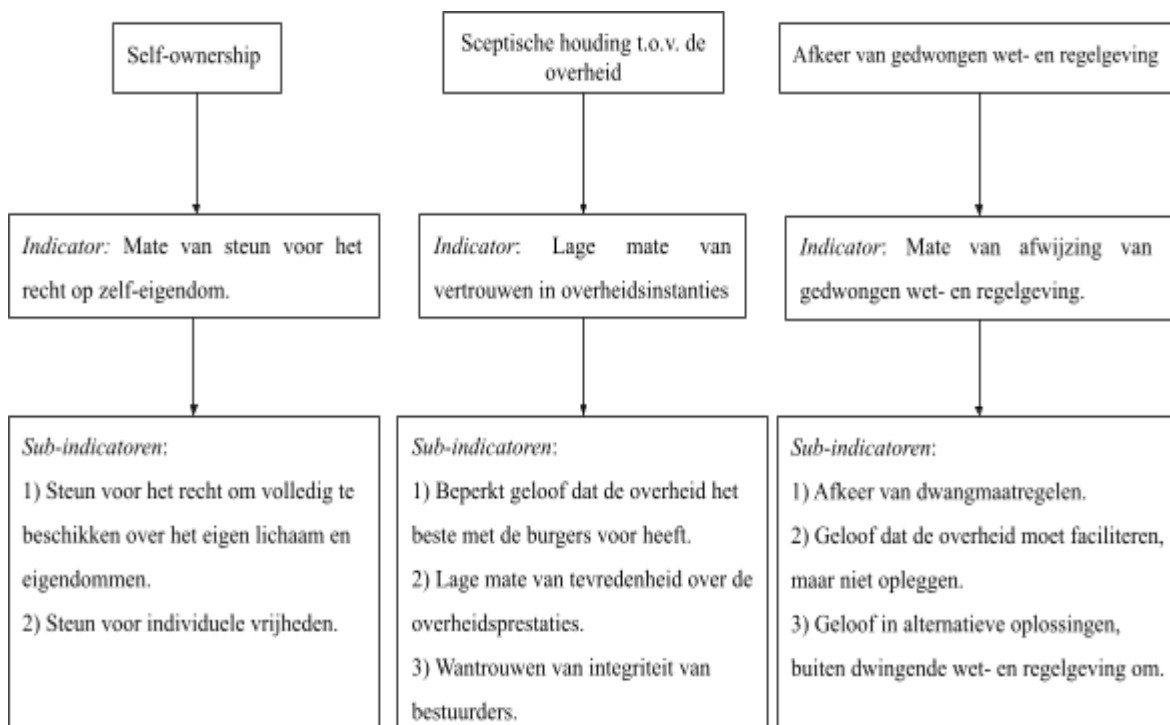 Self-ownership
Sceptische houding t.o.v. de
overheid
Afkeer van gedwongen wet- en regelgeving
Indicator: Mate van steun voor het
recht op zelf-eigendom.
Indicator: Lage mate van
vertrouwen in overheidsinstanties
Indicator: Mate van afwijzing van
gedwongen wet- en regelgeving.
Sub-indicatoren:
1) Steun voor het recht om volledig te
beschikken over het eigen lichaam en
eigendommen.
2) Steun voor individuele vrijheden.
Sub-indicatoren:
1) Beperkt geloof dat de overheid het
beste met de burgers voor heeft.
2) Lage mate van tevredenheid over de
overheidsprestaties.
3) Wantrouwen van integriteit van
bestuurders.
Sub-indicatoren:
1) Afkeer van dwangmaatregelen.
2) Geloof dat de overheid moet faciliteren,
maar niet opleggen.
3) Geloof in alternatieve oplossingen,
buiten dwingende wet- en regelgeving om.